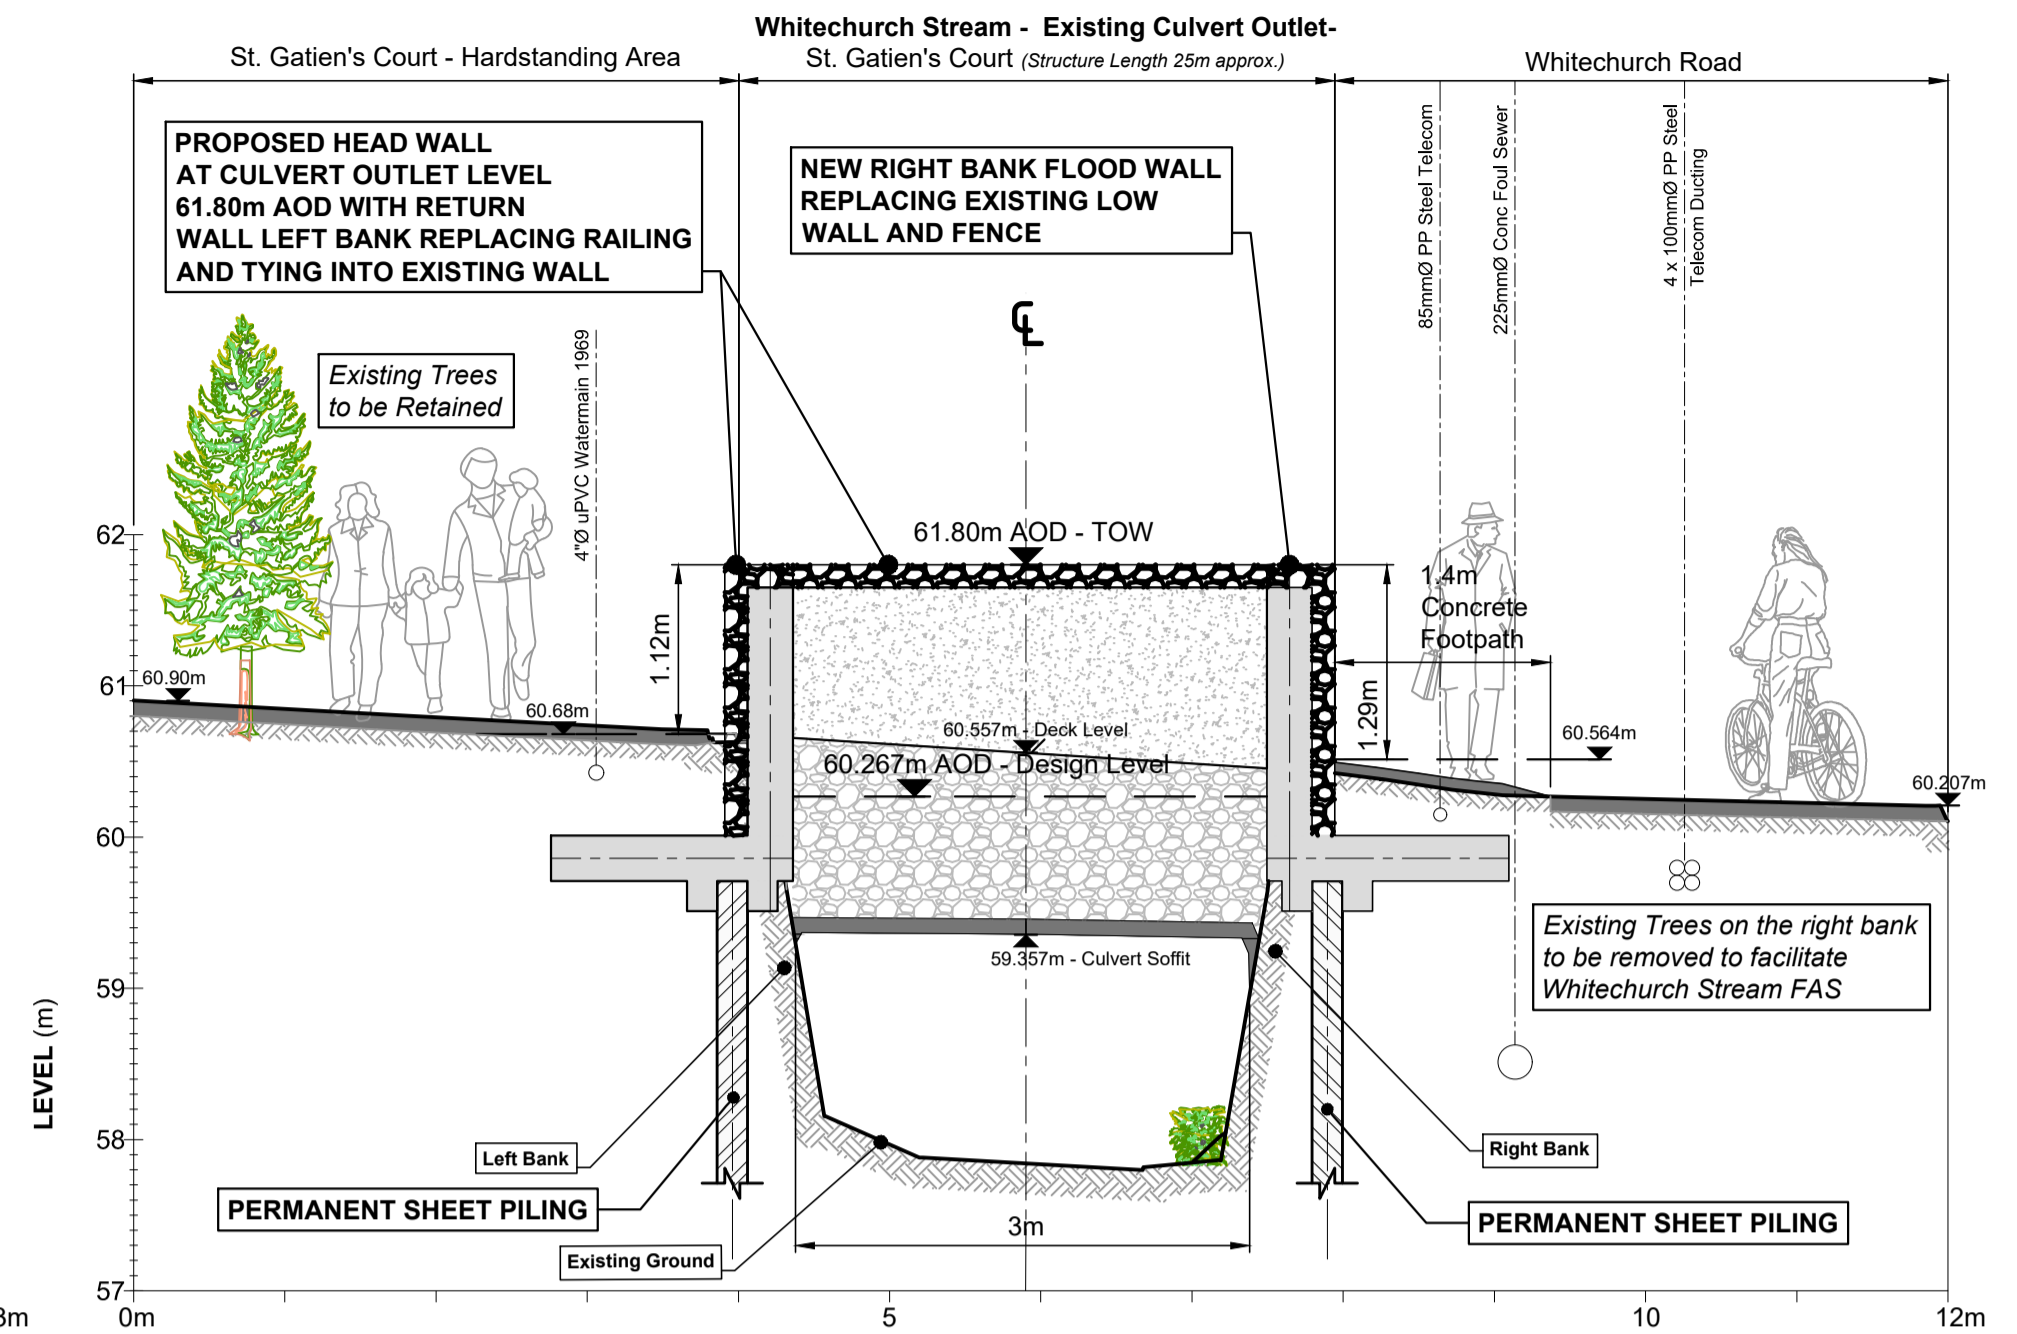 Whitechurch Stream -  Existing Culvert Outlet-
St. Gatien's Court - Hardstanding Area
St. Gatien's Court (Structure Length 25m approx.)
Whitechurch Road
PROPOSED HEAD WALL
AT CULVERT OUTLET LEVEL
61.80m AOD WITH RETURN
WALL LEFT BANK REPLACING RAILING
AND TYING INTO EXISTING WALL
NEW RIGHT BANK FLOOD WALL
REPLACING EXISTING LOW
WALL AND FENCE
85mmØ PP Steel Telecom
225mmØ Conc Foul Sewer
4 x 100mmØ PP Steel
Telecom Ducting
℄
Existing Trees
to be Retained
4"Ø uPVC Watermain 1969
61.80m AOD - TOW
62
61
60
59
58
57
LEVEL (m)
60.90m
60.68m
1.12m
1.4m
Concrete
Footpath
1.29m
60.564m
60.207m
60.557m - Deck Level
60.267m AOD - Design Level
59.357m - Culvert Soffit
Existing Trees on the right bank
to be removed to facilitate
Whitechurch Stream FAS
Left Bank
Right Bank
PERMANENT SHEET PILING
PERMANENT SHEET PILING
Existing Ground
3m
3m
0m
5
10
12m